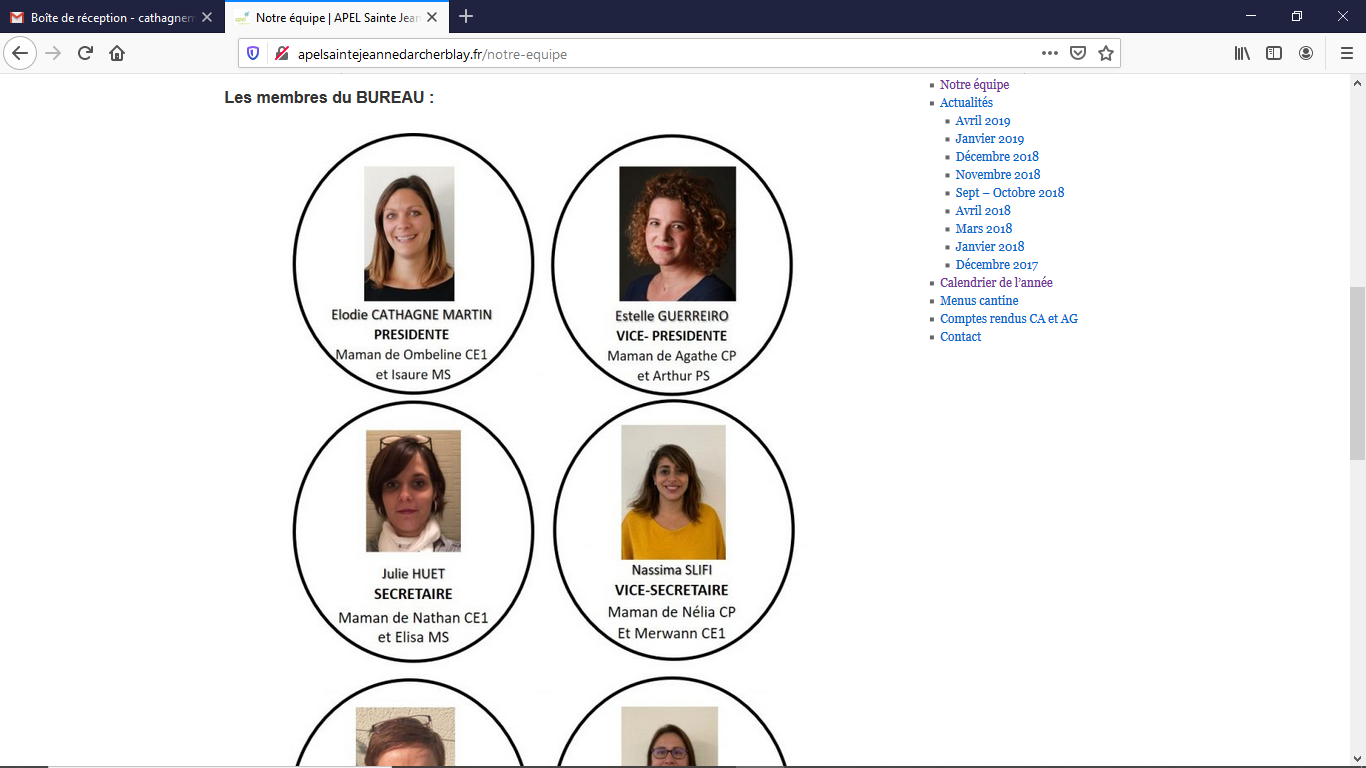 Boîte de réception - cathagnem
Notre équipe | APEL Sainte Jean
apelsaintejeannedarcherblay.fr/notre-equipe
Les membres du BUREAU :
Elodie CATHAGNE MARTIN
PRESIDENTE
Maman de Ombeline CE1
et Isaure MS
Estelle GUERREIRO
VICE- PRESIDENTE
Maman de Agathe CP
et Arthur PS
Julie HUET
SECRETAIRE
Maman de Nathan CE1
et Elisa MS
Nassima SLIFI
VICE-SECRETAIRE
Maman de Nélia CP
Et Merwann CE1
Notre équipe
Actualités
Avril 2019
Janvier 2019
Décembre 2018
Novembre 2018
Sept – Octobre 2018
Avril 2018
Mars 2018
Janvier 2018
Décembre 2017
Calendrier de l'année
Menus cantine
Comptes rendus CA et AG
Contact